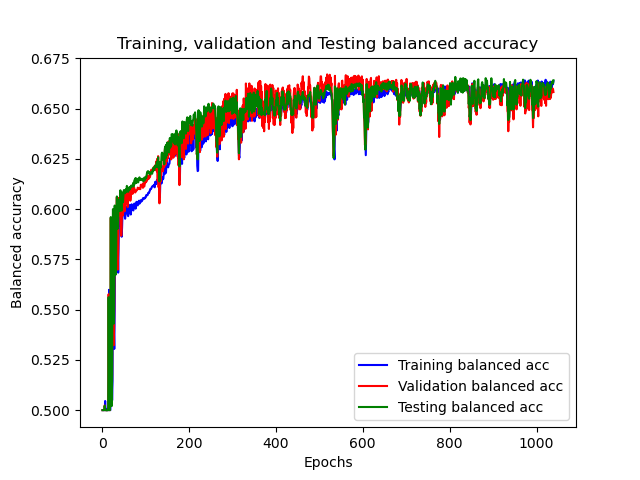 Training, validation and Testing balanced accuracy
Balanced accuracy
0.675
0.650
0.625
0.600
0.575
0.550
0.525
0.500
Training balanced acc
Validation balanced acc
Testing balanced acc
0 200 400 600 800 1000
Epochs